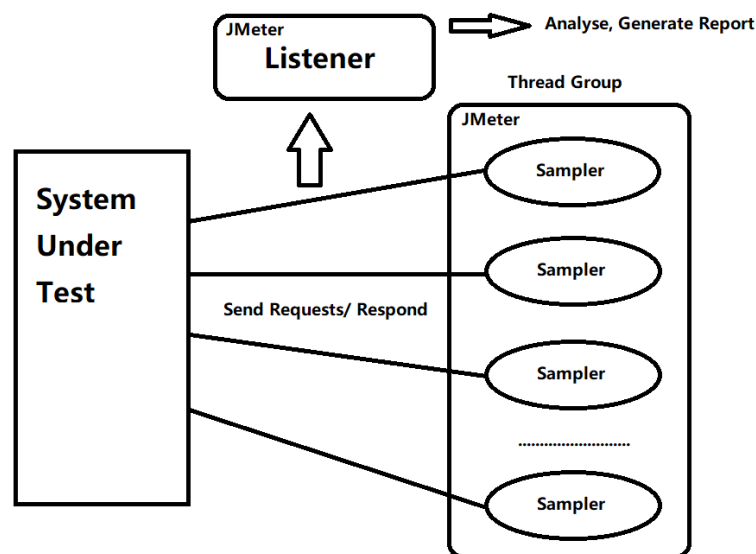 JMeter
Listener
Analyse, Generate Report
Thread Group
JMeter
Sampler
System
Under
Test
Sampler
Send Requests/ Respond
Sampler
...........................
Sampler